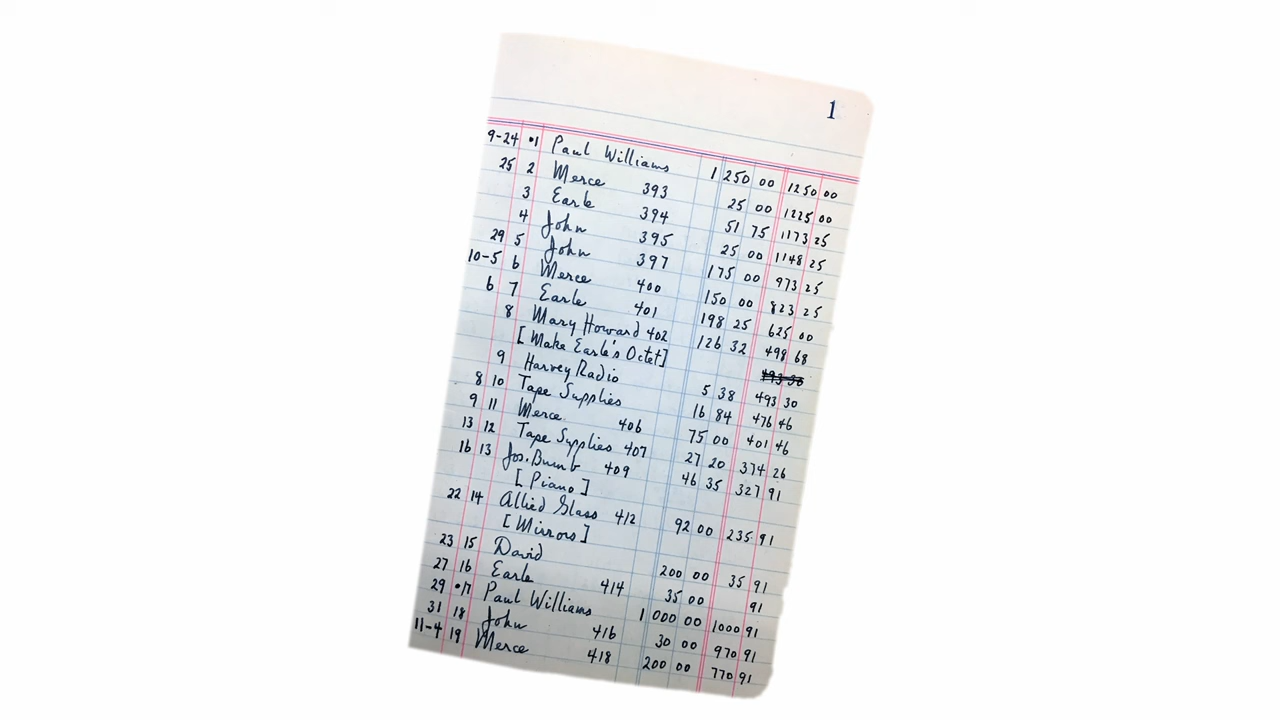 1
9-24 •1 Paul Williams 1 250 00 1250 00
25 2 Merce 393 25 00 1225 00
3 Earle 394 51 75 1173 25
4 John 395 25 00 1148 25
29 5 John 397 175 00 973 25
10-5 6 Merce 400 150 00 823 25
6 7 Earle 401 198 25 625 00
8 Mary Howard 402 126 32 498 68
[Make Earle's Octet]
9 Harvey Radio 5 38 493 30
8 10 Tape Supplies 16 84 476 46
9 11 Merce 406 75 00 401 46
13 12 Tape Supplies 407 27 20 374 26
16 13 Jos. Bumb 409 46 35 327 91
[Piano]
22 14 Allied Glass 412 92 00 235 91
[Mirrors]
23 15 David 200 00 35 91
27 16 Earle 414 35 00 91
29 •17 Paul Williams 1 000 00 1000 91
31 18 John 416 30 00 970 91
11-4 19 Merce 418 200 00 770 91